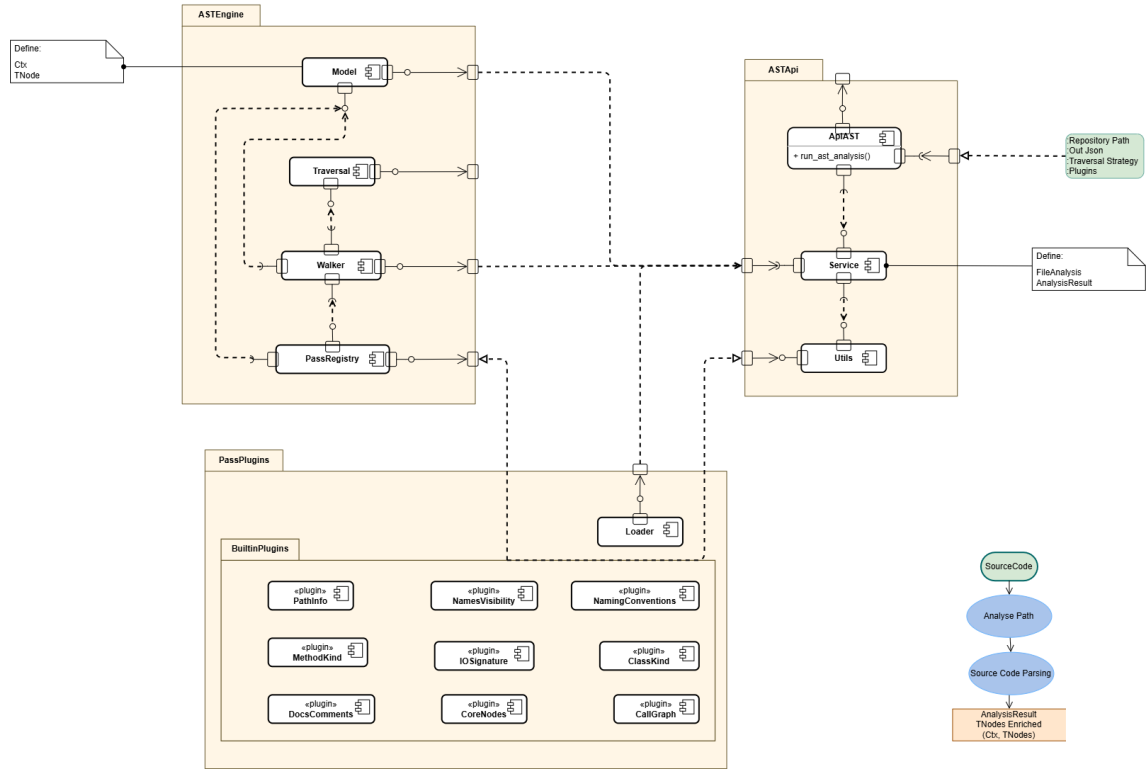 ASTEngine
Define:
Ctx
TNode
Model
Traversal
Walker
PassRegistry
ASTApi
ApiAST
+ run_ast_analysis()
:Repository Path
:Out Json
:Traversal Strategy
:Plugins
Service
Define:
FileAnalysis
AnalysisResult
Utils
PassPlugins
Loader
BuiltinPlugins
«plugin»
PathInfo
«plugin»
NamesVisibility
«plugin»
NamingConventions
«plugin»
MethodKind
«plugin»
IOSignature
«plugin»
ClassKind
«plugin»
DocsComments
«plugin»
CoreNodes
«plugin»
CallGraph
SourceCode
Analyse Path
Source Code Parsing
AnalysisResult
TNodes Enriched
(Ctx, TNodes)